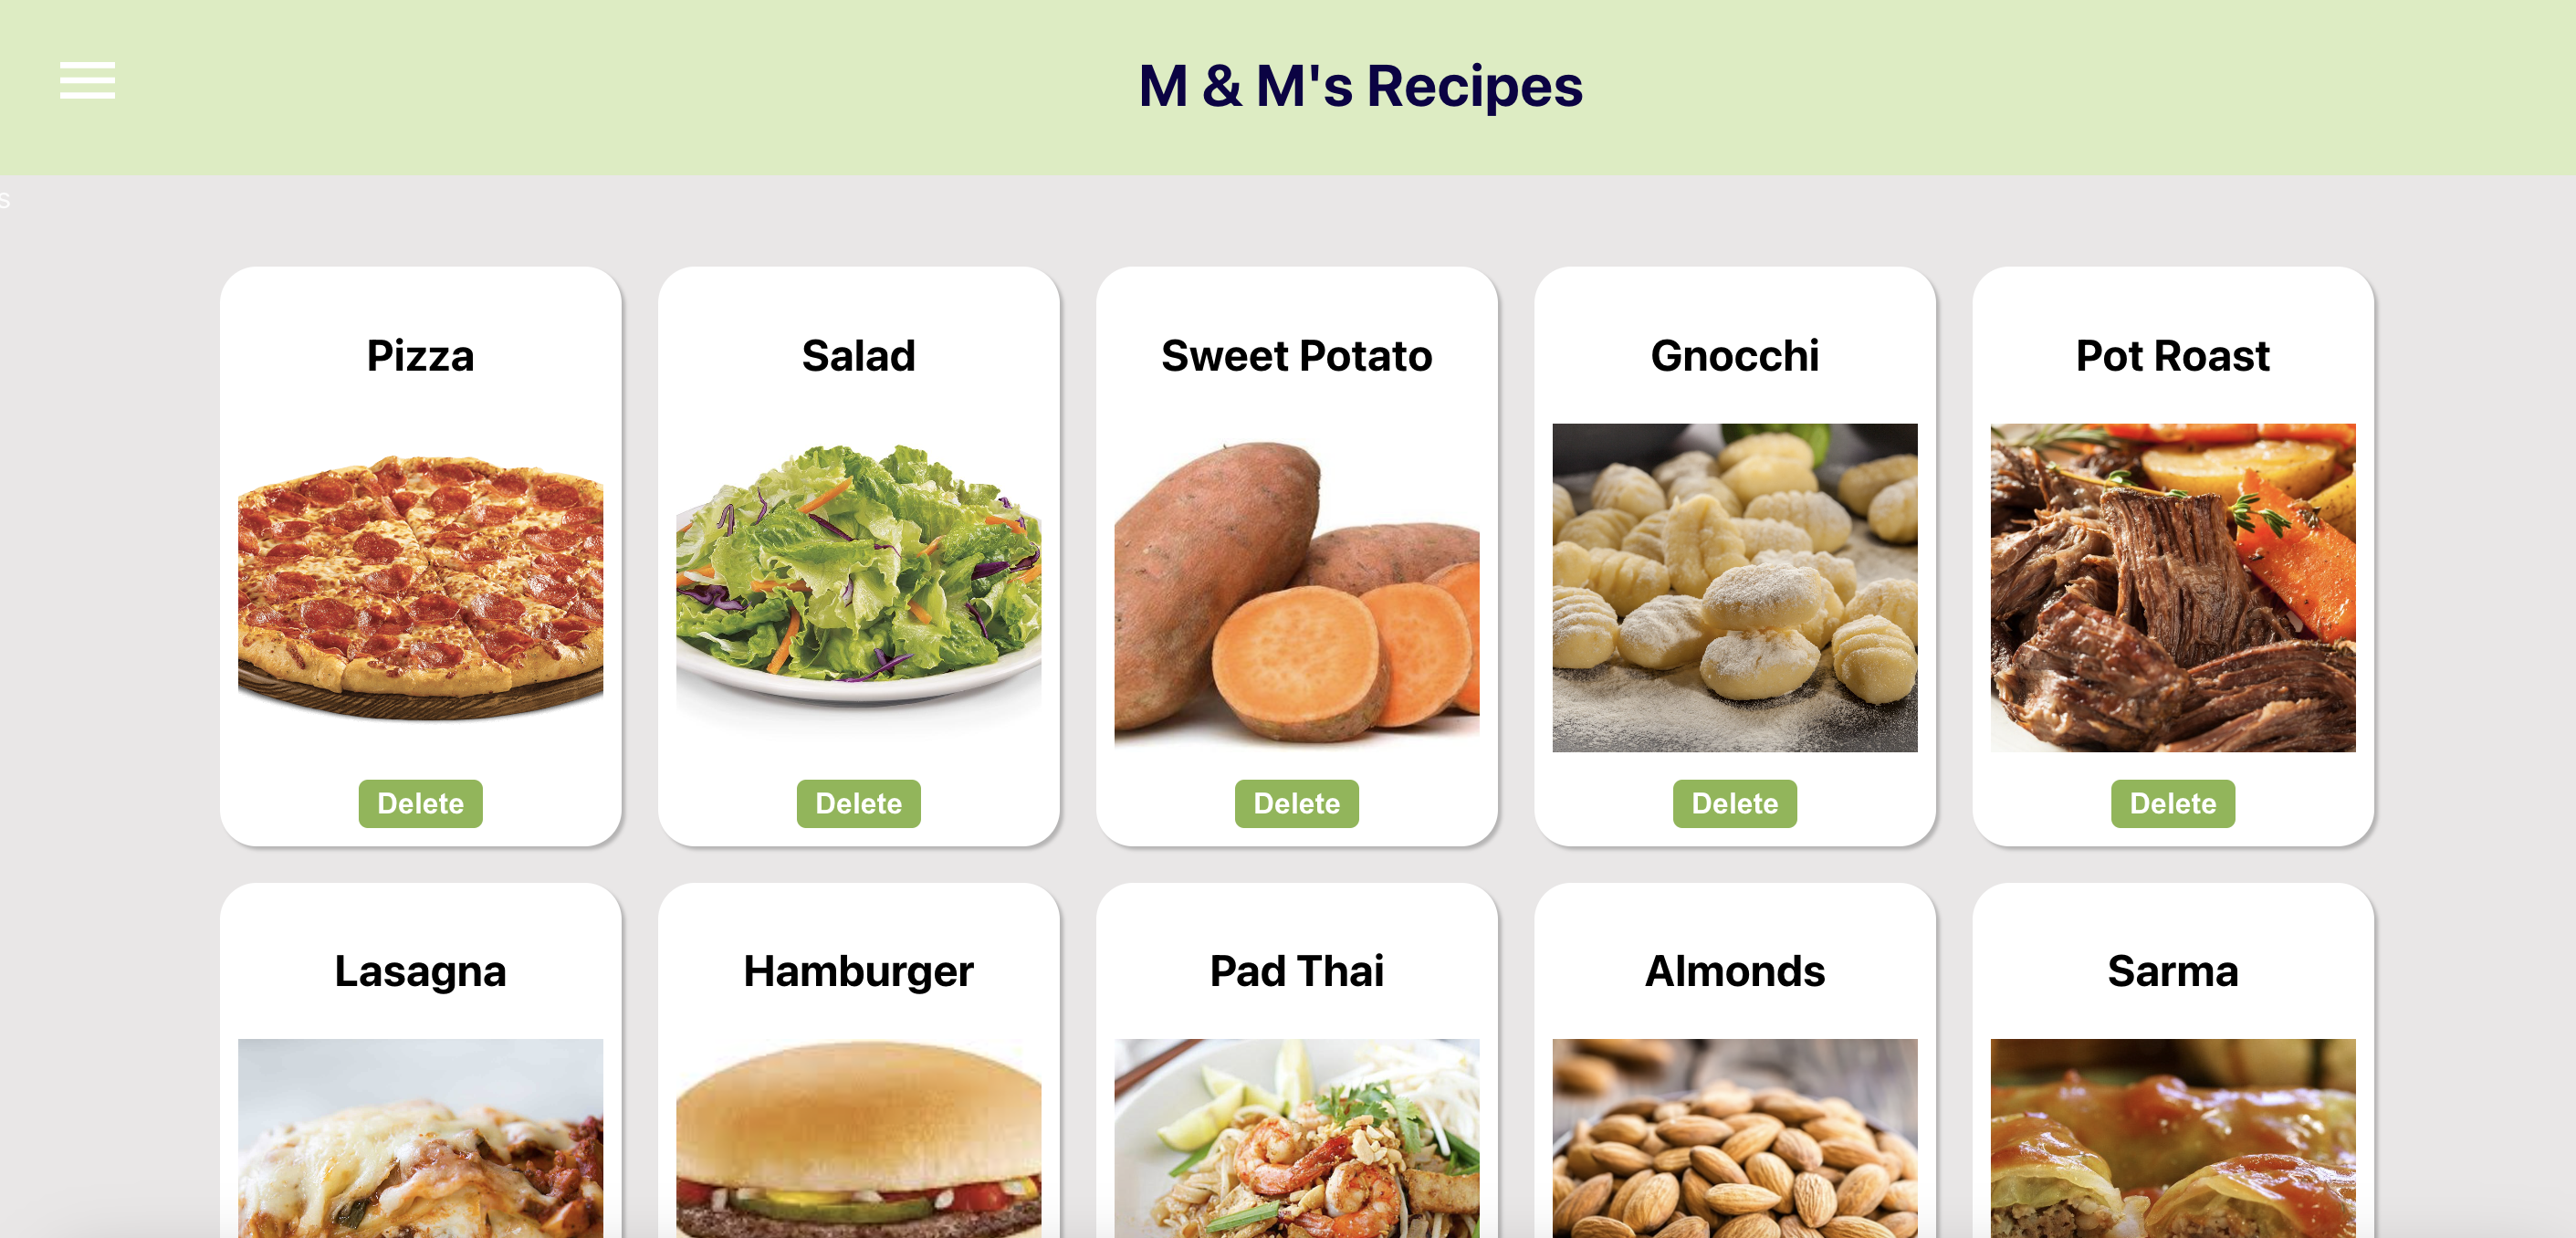 M & M's Recipes
s
Pizza
Salad
Sweet Potato
Gnocchi
Pot Roast
Delete
Delete
Delete
Delete
Delete
Lasagna
Hamburger
Pad Thai
Almonds
Sarma